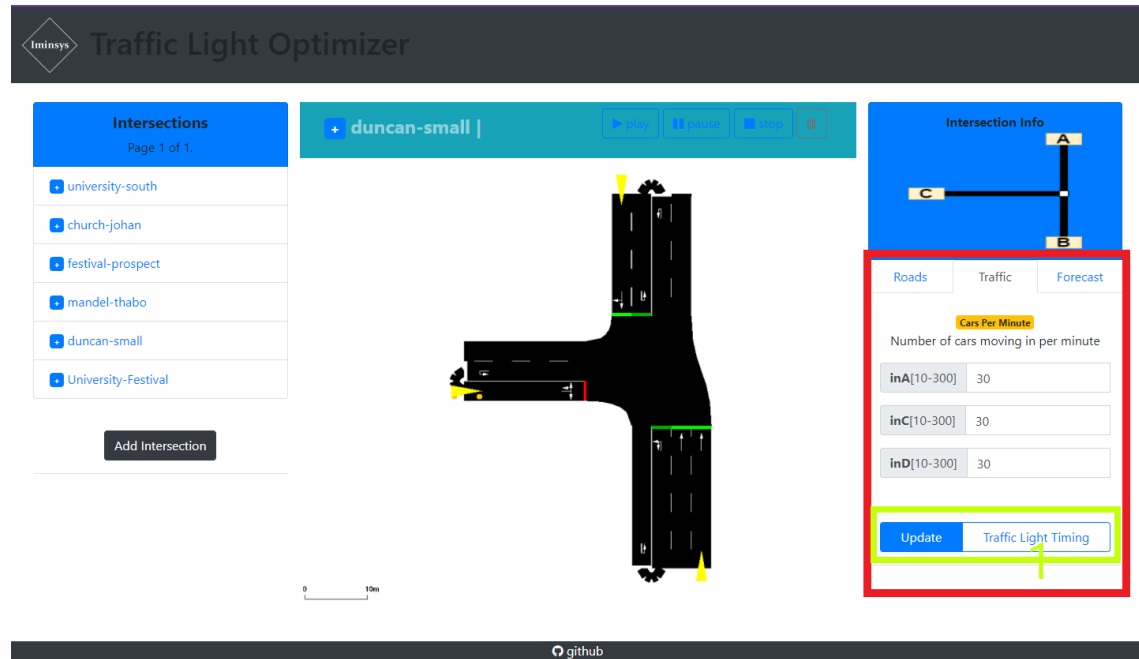 Iminsys
Traffic Light Optimizer
Intersections
Page 1 of 1.
+ university-south
+ church-johan
+ festival-prospect
+ mandel-thabo
+ duncan-small
+ University-Festival
Add Intersection
+ duncan-small |
play
pause
stop
0 10m
Intersection Info
A
C
B
Roads Traffic Forecast
Cars Per Minute
Number of cars moving in per minute
inA[10-300] 30
inC[10-300] 30
inD[10-300] 30
Update Traffic Light Timing
1
github